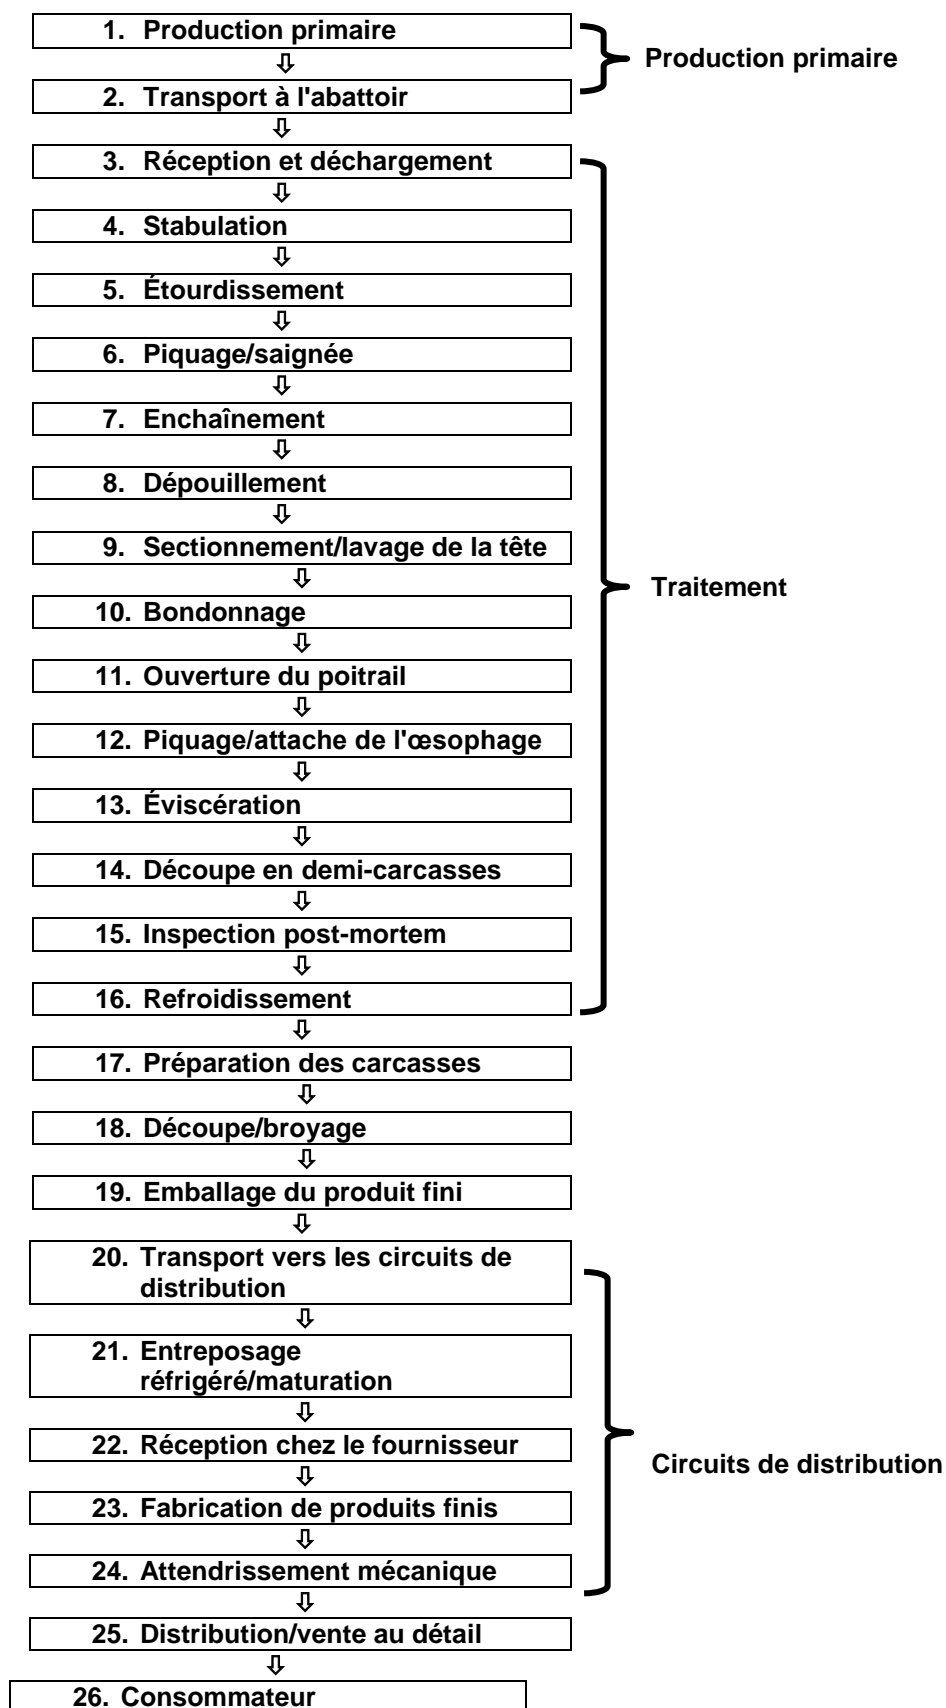 1. Production primaire
Production primaire
2. Transport à l'abattoir
3. Réception et déchargement
4. Stabulation
5. Étourdissement
6. Piquage/saignée
7. Enchaînement
8. Dépouillement
9. Sectionnement/lavage de la tête
Traitement
10. Bondonnage
11. Ouverture du poitrail
12. Piquage/attache de l'œsophage
13. Éviscération
14. Découpe en demi-carcasses
15. Inspection post-mortem
16. Refroidissement
17. Préparation des carcasses
18. Découpe/broyage
19. Emballage du produit fini
20. Transport vers les circuits de
distribution
21. Entreposage
réfrigéré/maturation
22. Réception chez le fournisseur
Circuits de distribution
23. Fabrication de produits finis
24. Attendrissement mécanique
25. Distribution/vente au détail
26. Consommateur